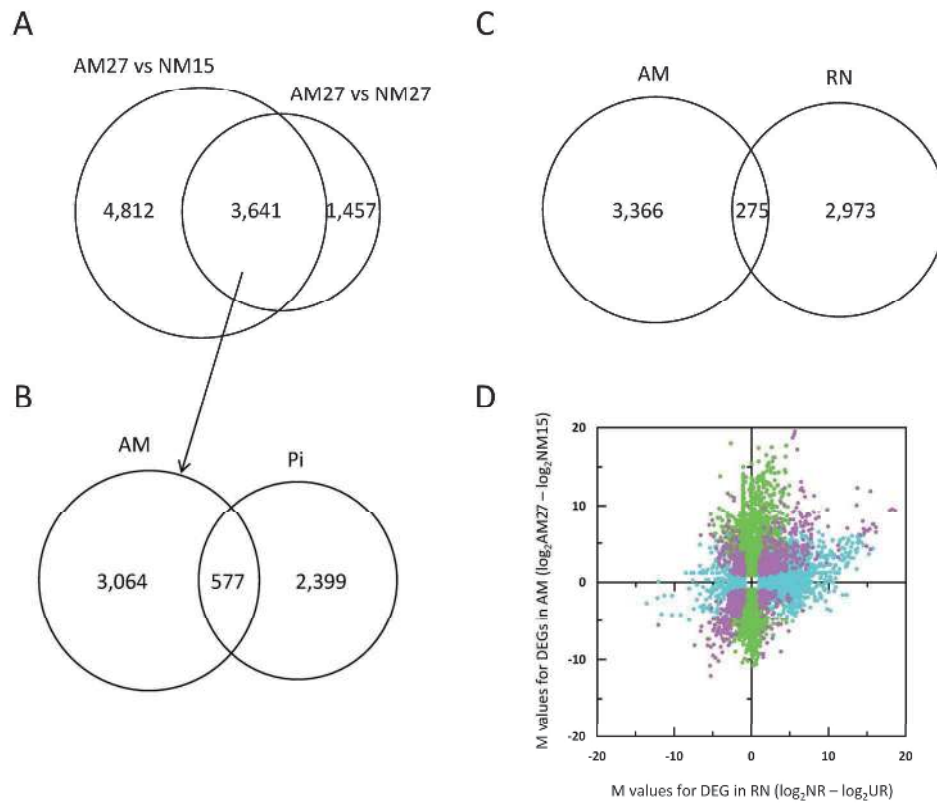 A
AM27 vs NM15
AM27 vs NM27
4,812
3,641
1,457
B
AM
Pi
3,064
577
2,399
C
AM
RN
3,366
275
2,973
D
M values for DEGs in AM (log₂AM27 – log₂NM15)
20
10
0
-10
-20
-20
-10
0
10
20
M values for DEG in RN (log₂NR – log₂UR)